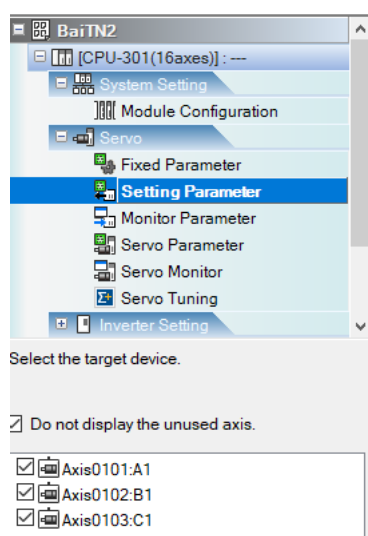 BaiTN2
[CPU-301(16axes)] : ---
System Setting
Module Configuration
Servo
Fixed Parameter
Setting Parameter
Monitor Parameter
Servo Parameter
Servo Monitor
Servo Tuning
Inverter Setting
Select the target device.
Do not display the unused axis.
Axis0101:A1
Axis0102:B1
Axis0103:C1